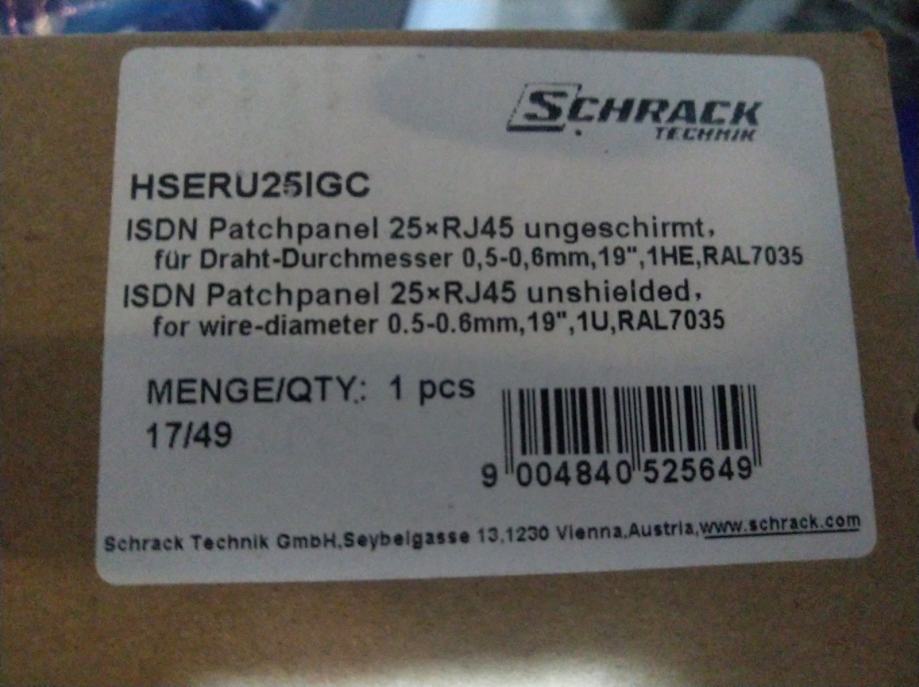 SCHRACK
TECHNIK
HSERU25IGC
ISDN Patchpanel 25×RJ45 ungeschirmt,
für Draht-Durchmesser 0,5-0,6mm,19",1HE,RAL7035
ISDN Patchpanel 25×RJ45 unshielded,
for wire-diameter 0.5-0.6mm,19",1U,RAL7035
MENGE/QTY.: 1 pcs
17/49
9 004840 525649
Schrack Technik GmbH,Seybelgasse 13,1230 Vienna,Austria,www.schrack.com